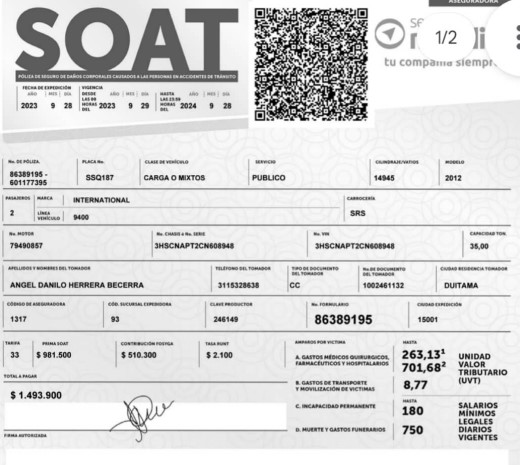 ASEGURADORA
SOAT
1/2
PÓLIZA DE SEGURO DE DAÑOS CORPORALES CAUSADOS A LAS PERSONAS EN ACCIDENTES DE TRÁNSITO
tu compañía siempre
FECHA DE EXPEDICIÓN VIGENCIA
AÑO MES DÍA DESDE LAS 00 HORAS DEL AÑO MES DÍA HASTA LAS 23:59 HORAS DEL AÑO MES DÍA
2023 9 28 2023 9 29 2024 9 28
No. DE PÓLIZA. PLACA No. CLASE DE VEHÍCULO SERVICIO CILINDRAJE/VATIOS MODELO
86389195 - 601177395 SSQ187 CARGA O MIXTOS PUBLICO 14945 2012
PASAJEROS MARCA INTERNATIONAL CARROCERÍA
2 LÍNEA VEHÍCULO 9400 SRS
No. MOTOR No. CHASIS ó No. SERIE No. VIN CAPACIDAD TON.
79490857 3HSCNAPT2CN608948 3HSCNAPT2CN608948 35,00
APELLIDOS Y NOMBRES DEL TOMADOR TELÉFONO DEL TOMADOR TIPO DE DOCUMENTO DEL TOMADOR No.DE DOCUMENTO DEL TOMADOR CIUDAD RESIDENCIA TOMADOR
ANGEL DANILO HERRERA BECERRA 3115328638 CC 1002461132 DUITAMA
CÓDIGO DE ASEGURADORA CÓD. SUCURSAL EXPEDIDORA CLAVE PRODUCTOR No. FORMULARIO CIUDAD EXPEDICIÓN
1317 93 246149 86389195 15001
TARIFA PRIMA SOAT CONTRIBUCIÓN FOSYGA TASA RUNT AMPAROS POR VICTIMA HASTA
33 $ 981.500 $ 510.300 $ 2.100
A. GASTOS MÉDICOS QUIRURGICOS, FARMACÉUTICOS Y HOSPITALARIOS 263,13¹ 701,68² UNIDAD VALOR TRIBUTARIO (UVT)
TOTAL A PAGAR
B. GASTOS DE TRANSPORTE Y MOVILIZACIÓN DE VICTIMAS 8,77
$ 1.493.900
C. INCAPACIDAD PERMANENTE HASTA 180 SALARIOS MÍNIMOS LEGALES DIARIOS VIGENTES
D. MUERTE Y GASTOS FUNERARIOS 750
FIRMA AUTORIZADA